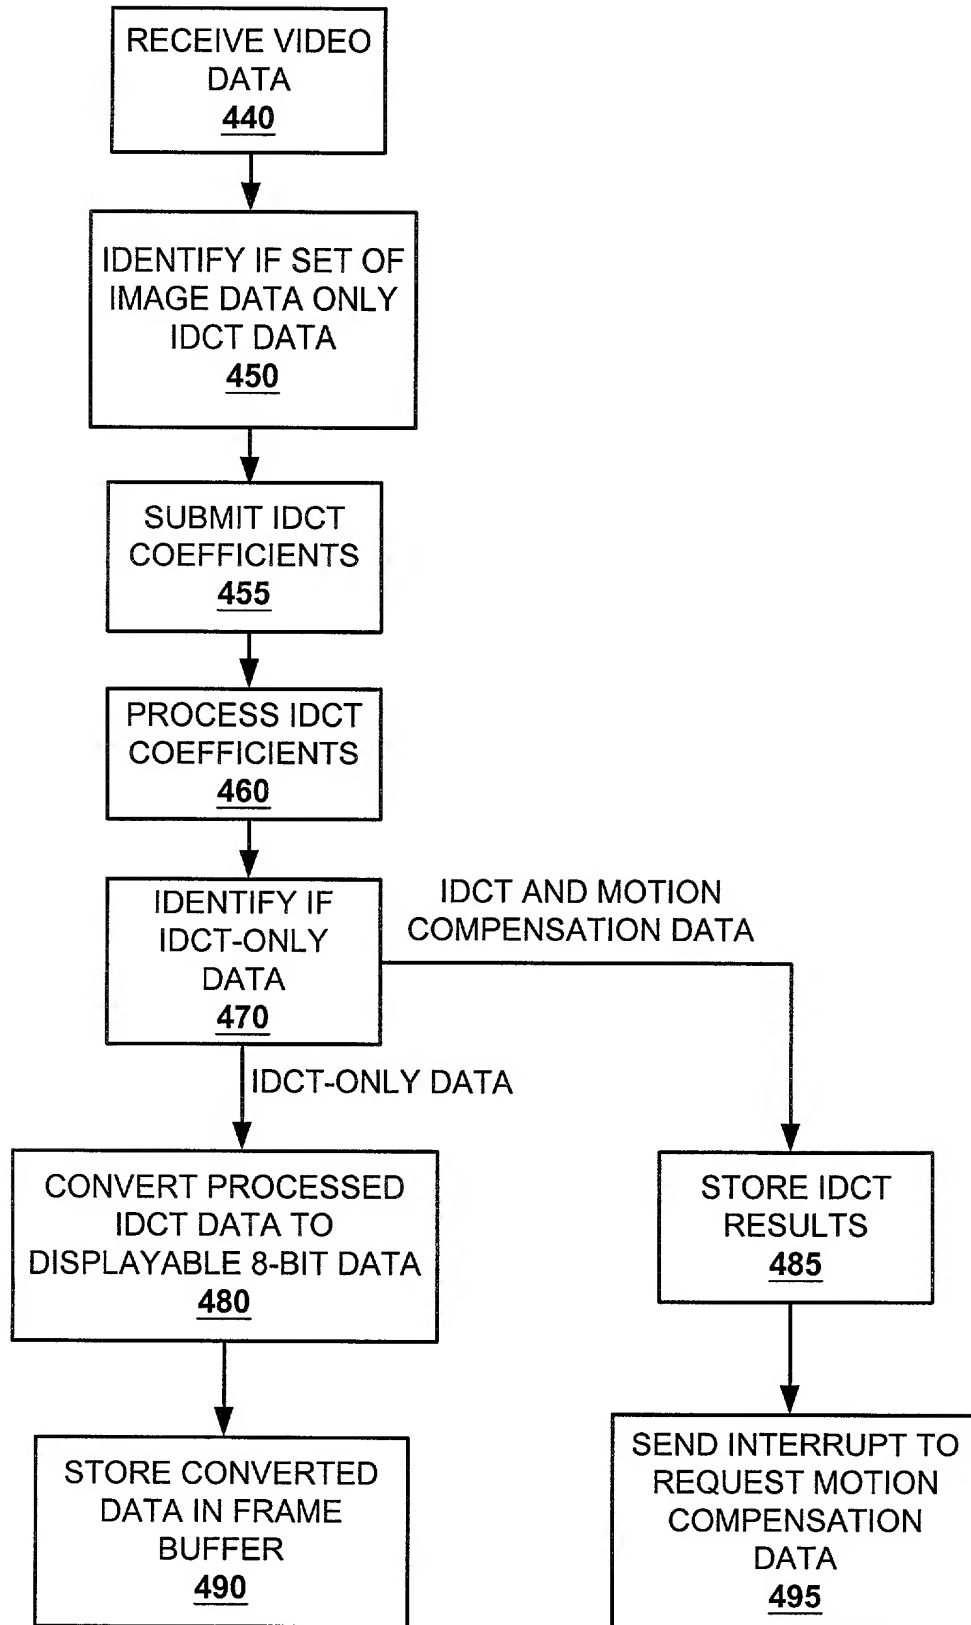 RECEIVE VIDEO
DATA
440
IDENTIFY IF SET OF
IMAGE DATA ONLY
IDCT DATA
450
SUBMIT IDCT
COEFFICIENTS
455
PROCESS IDCT
COEFFICIENTS
460
IDENTIFY IF
IDCT-ONLY
DATA
470
IDCT AND MOTION
COMPENSATION DATA
IDCT-ONLY DATA
CONVERT PROCESSED
IDCT DATA TO
DISPLAYABLE 8-BIT DATA
480
STORE IDCT
RESULTS
485
STORE CONVERTED
DATA IN FRAME
BUFFER
490
SEND INTERRUPT TO
REQUEST MOTION
COMPENSATION
DATA
495